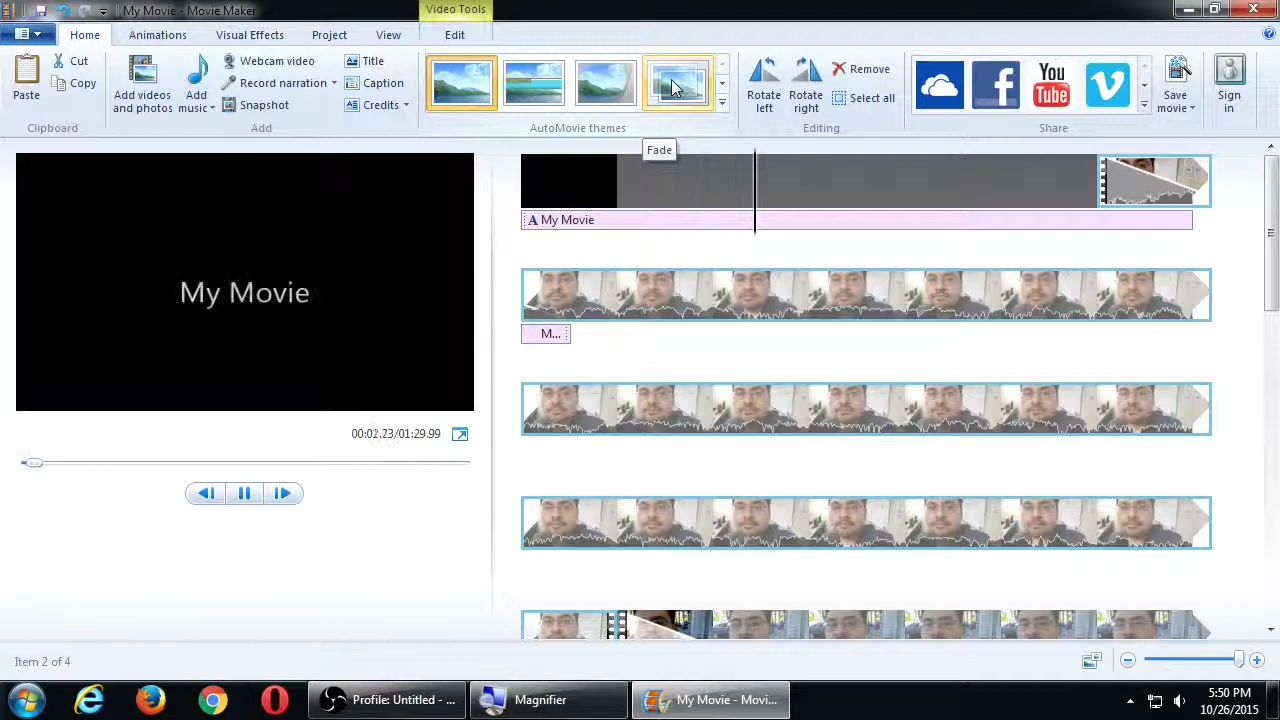 My Movie - Movie Maker
Video Tools
Home
Animations
Visual Effects
Project
View
Edit
Paste
Cut
Copy
Clipboard
Add videos
and photos
Add
music
Webcam video
Record narration
Snapshot
Title
Caption
Credits
Add
AutoMovie themes
Fade
Rotate
left
Rotate
right
Remove
Select all
Editing
f
You
Tube
v
Share
Save
movie
Sign
in
My Movie
00:02.23/01:29.99
A My Movie
M...
Item 2 of 4
Profile: Untitled - ...
Magnifier
My Movie - Movi...
5:50 PM
10/26/2015